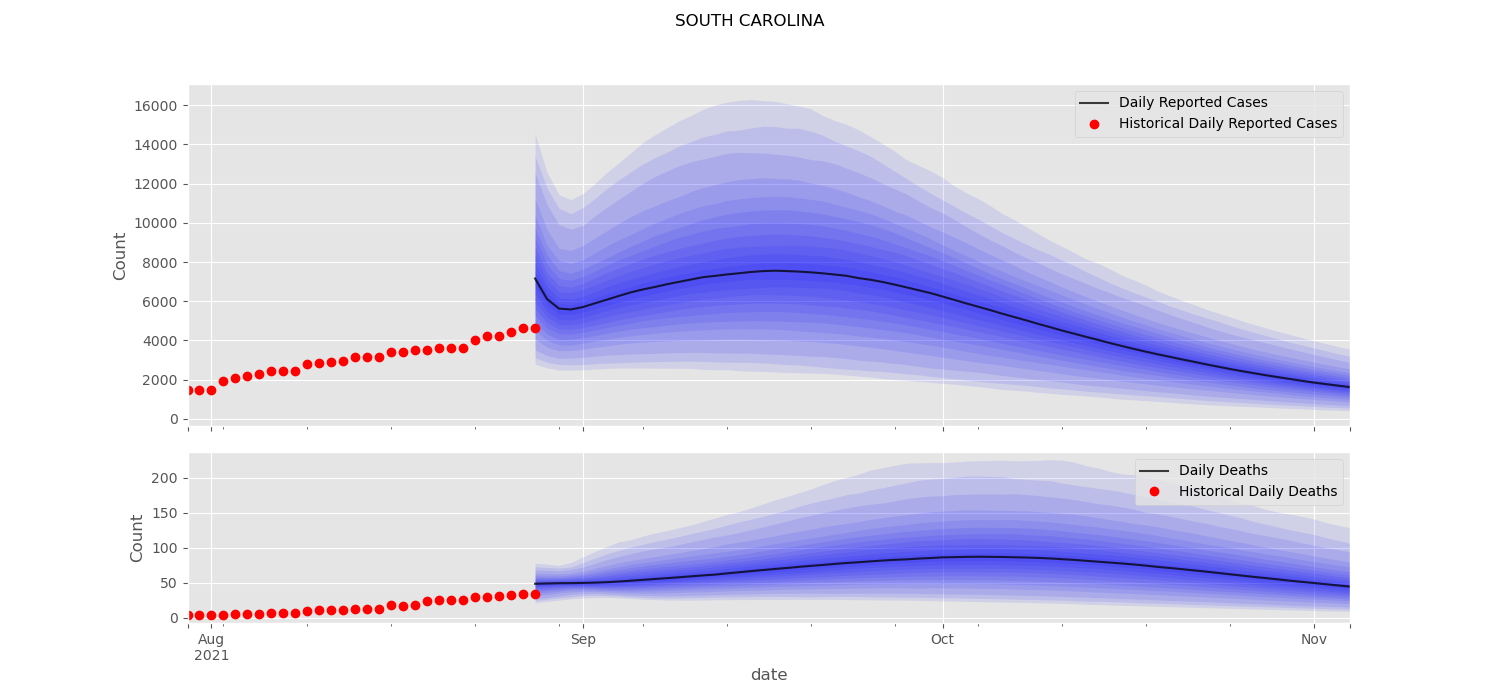 SOUTH CAROLINA
Count
16000
14000
12000
10000
8000
6000
4000
2000
0
Daily Reported Cases
Historical Daily Reported Cases
Count
200
150
100
50
0
Daily Deaths
Historical Daily Deaths
Aug
2021
Sep
Oct
Nov
date